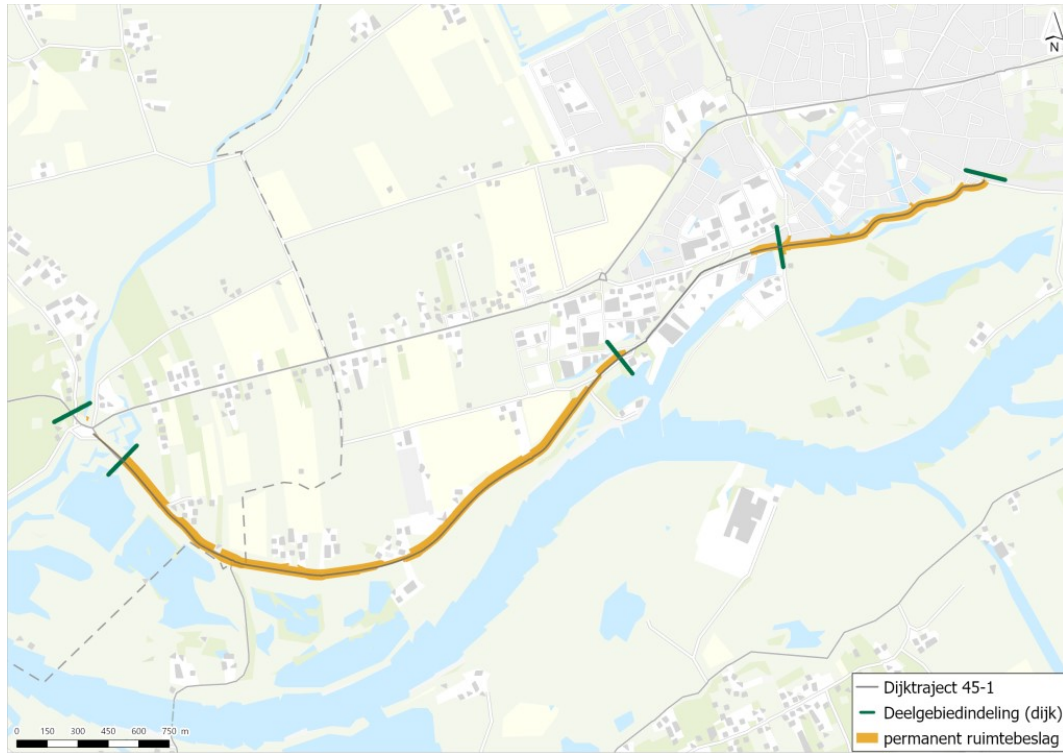 N
Dijktraject 45-1
Deelgebiedindeling (dijk)
permanent ruimtebeslag
0 150 300 450 600 750 m